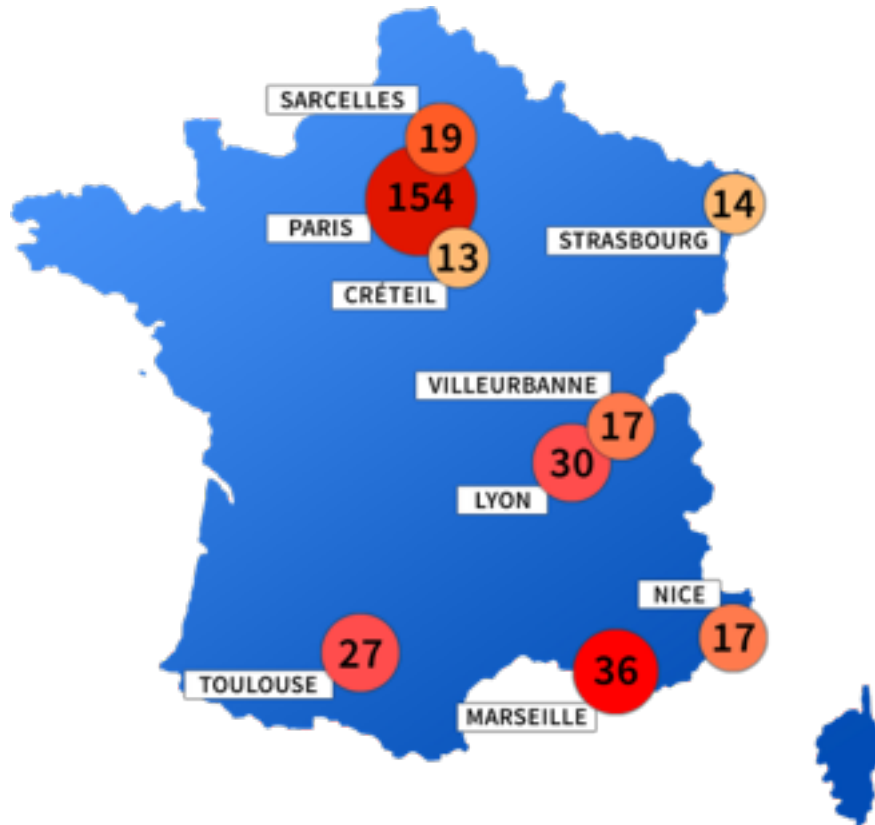 SARCELLES
19
154
PARIS
13
CRÉTEIL
14
STRASBOURG
VILLEURBANNE
17
30
LYON
NICE
17
27
TOULOUSE
36
MARSEILLE